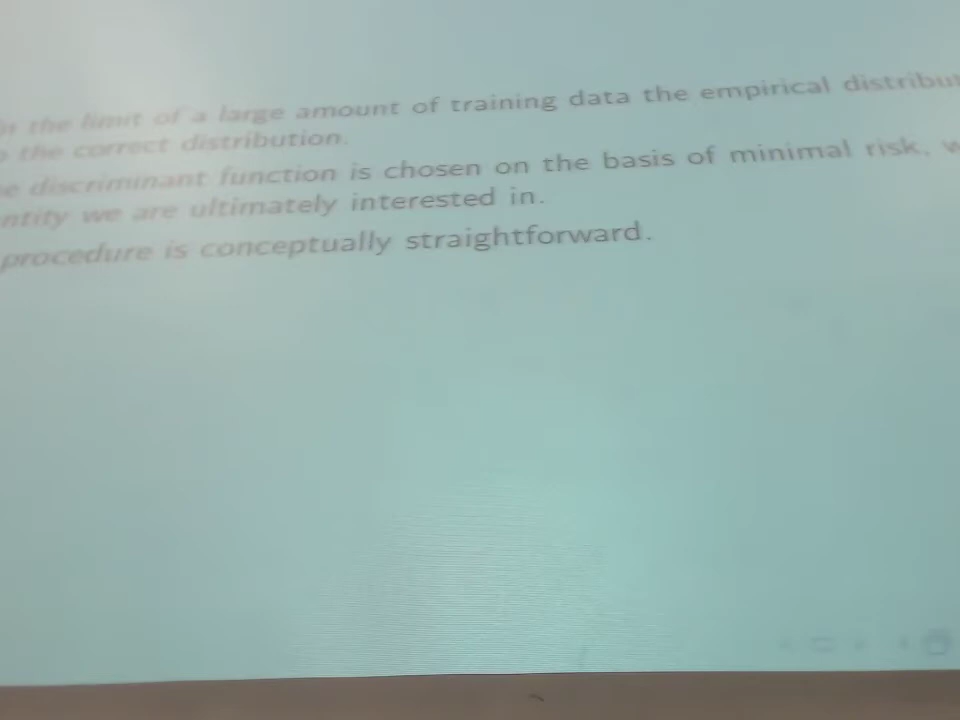 the limit of a large amount of training data the empirical distribu
the correct distribution.
e discriminant function is chosen on the basis of minimal risk, w
ntity we are ultimately interested in.
procedure is conceptually straightforward.